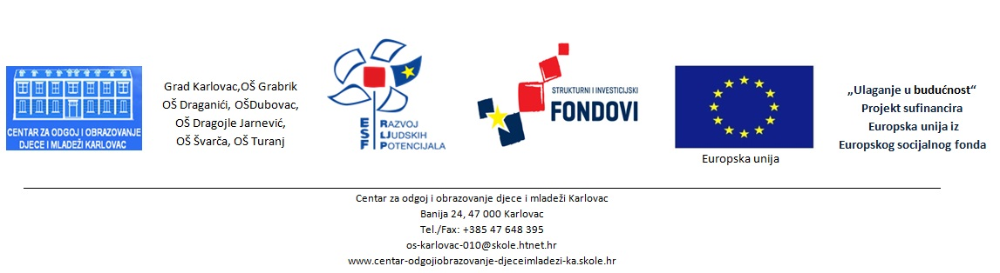 CENTAR ZA ODGOJ I OBRAZOVANJE
DJECE I MLADEŽI KARLOVAC
Grad Karlovac,OŠ Grabrik
OŠ Draganići, OŠDubovac,
OŠ Dragojle Jarnević,
OŠ Švarča, OŠ Turanj
ESF
RAZVOJ
LJUDSKIH
POTENCIJALA
STRUKTURNI I INVESTICIJSKI
FONDOVI
Europska unija
„Ulaganje u budućnost“
Projekt sufinancira
Europska unija iz
Europskog socijalnog fonda
Centar za odgoj i obrazovanje djece i mladeži Karlovac
Banija 24, 47 000 Karlovac
Tel./Fax: +385 47 648 395
os-karlovac-010@skole.htnet.hr
www.centar-odgojiobrazovanje-djeceimladezi-ka.skole.hr